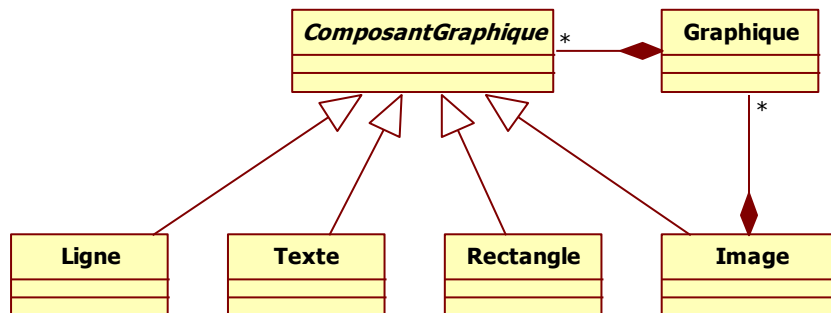 ComposantGraphique
*
Graphique
*
Ligne
Texte
Rectangle
Image